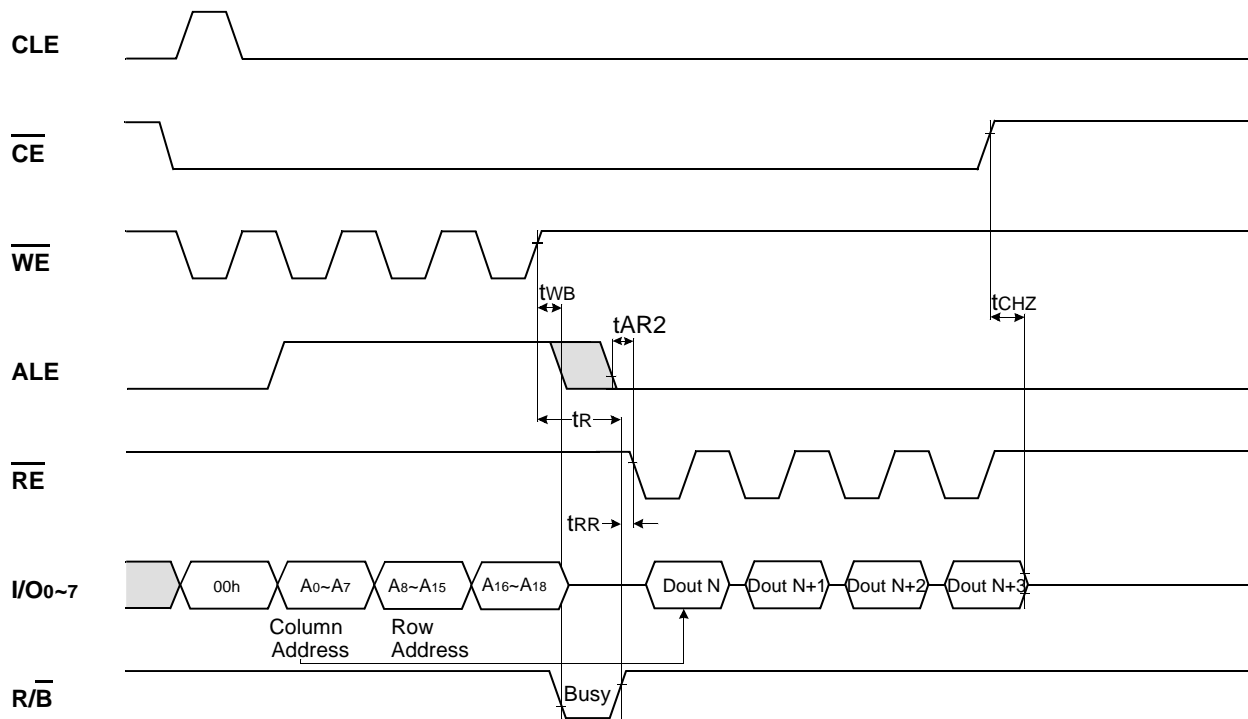 CLE
CE
WE
tWB
tCHZ
tAR2
ALE
tR
RE
tRR
I/O0~7
00h
A0~A7
A8~A15
A16~A18
Dout N
Dout N+1
Dout N+2
Dout N+3
Column
Address
Row
Address
R/B
Busy